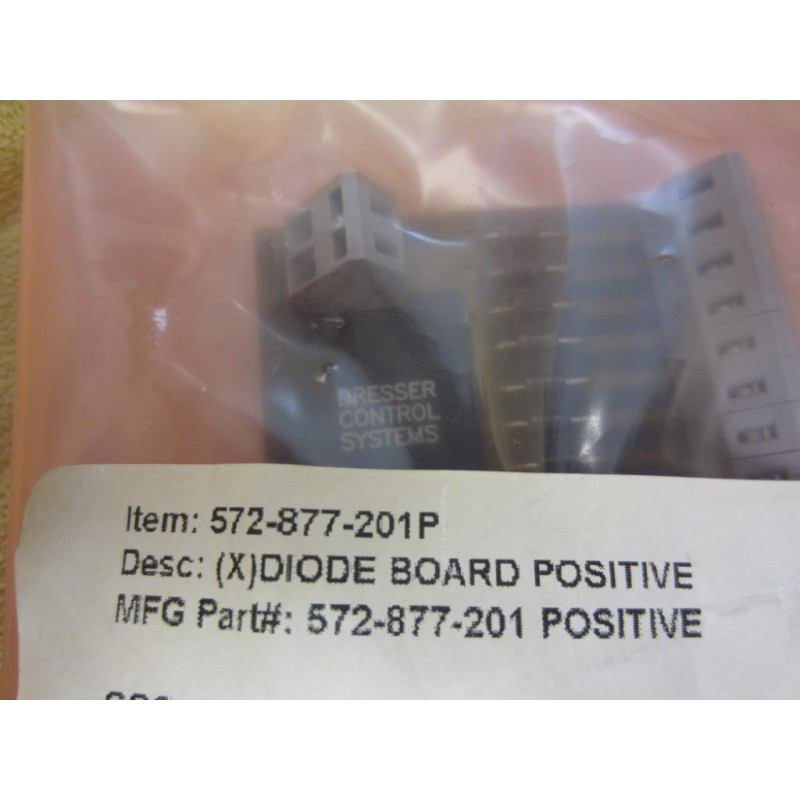 DRESSER
CONTROL
SYSTEMS
Item: 572-877-201P
Desc: (X)DIODE BOARD POSITIVE
MFG Part#: 572-877-201 POSITIVE